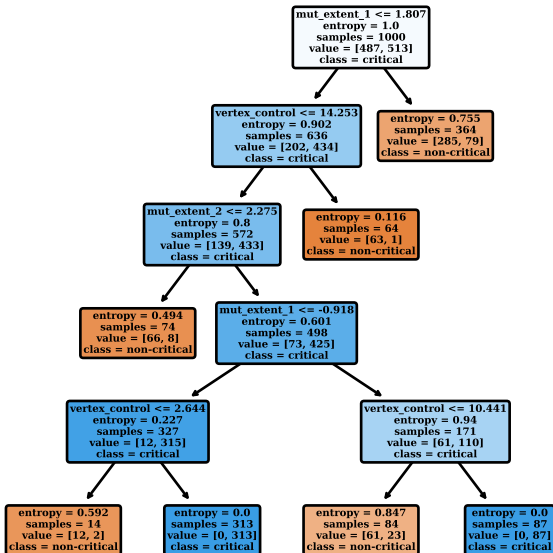 mut_extent_1 <= 1.807
entropy = 1.0
samples = 1000
value = [487, 513]
class = critical
vertex_control <= 14.253
entropy = 0.902
samples = 636
value = [202, 434]
class = critical
entropy = 0.755
samples = 364
value = [285, 79]
class = non-critical
mut_extent_2 <= 2.275
entropy = 0.8
samples = 572
value = [139, 433]
class = critical
entropy = 0.116
samples = 64
value = [63, 1]
class = non-critical
entropy = 0.494
samples = 74
value = [66, 8]
class = non-critical
mut_extent_1 <= -0.918
entropy = 0.601
samples = 498
value = [73, 425]
class = critical
vertex_control <= 2.644
entropy = 0.227
samples = 327
value = [12, 315]
class = critical
vertex_control <= 10.441
entropy = 0.94
samples = 171
value = [61, 110]
class = critical
entropy = 0.592
samples = 14
value = [12, 2]
class = non-critical
entropy = 0.0
samples = 313
value = [0, 313]
class = critical
entropy = 0.847
samples = 84
value = [61, 23]
class = non-critical
entropy = 0.0
samples = 87
value = [0, 87]
class = critical